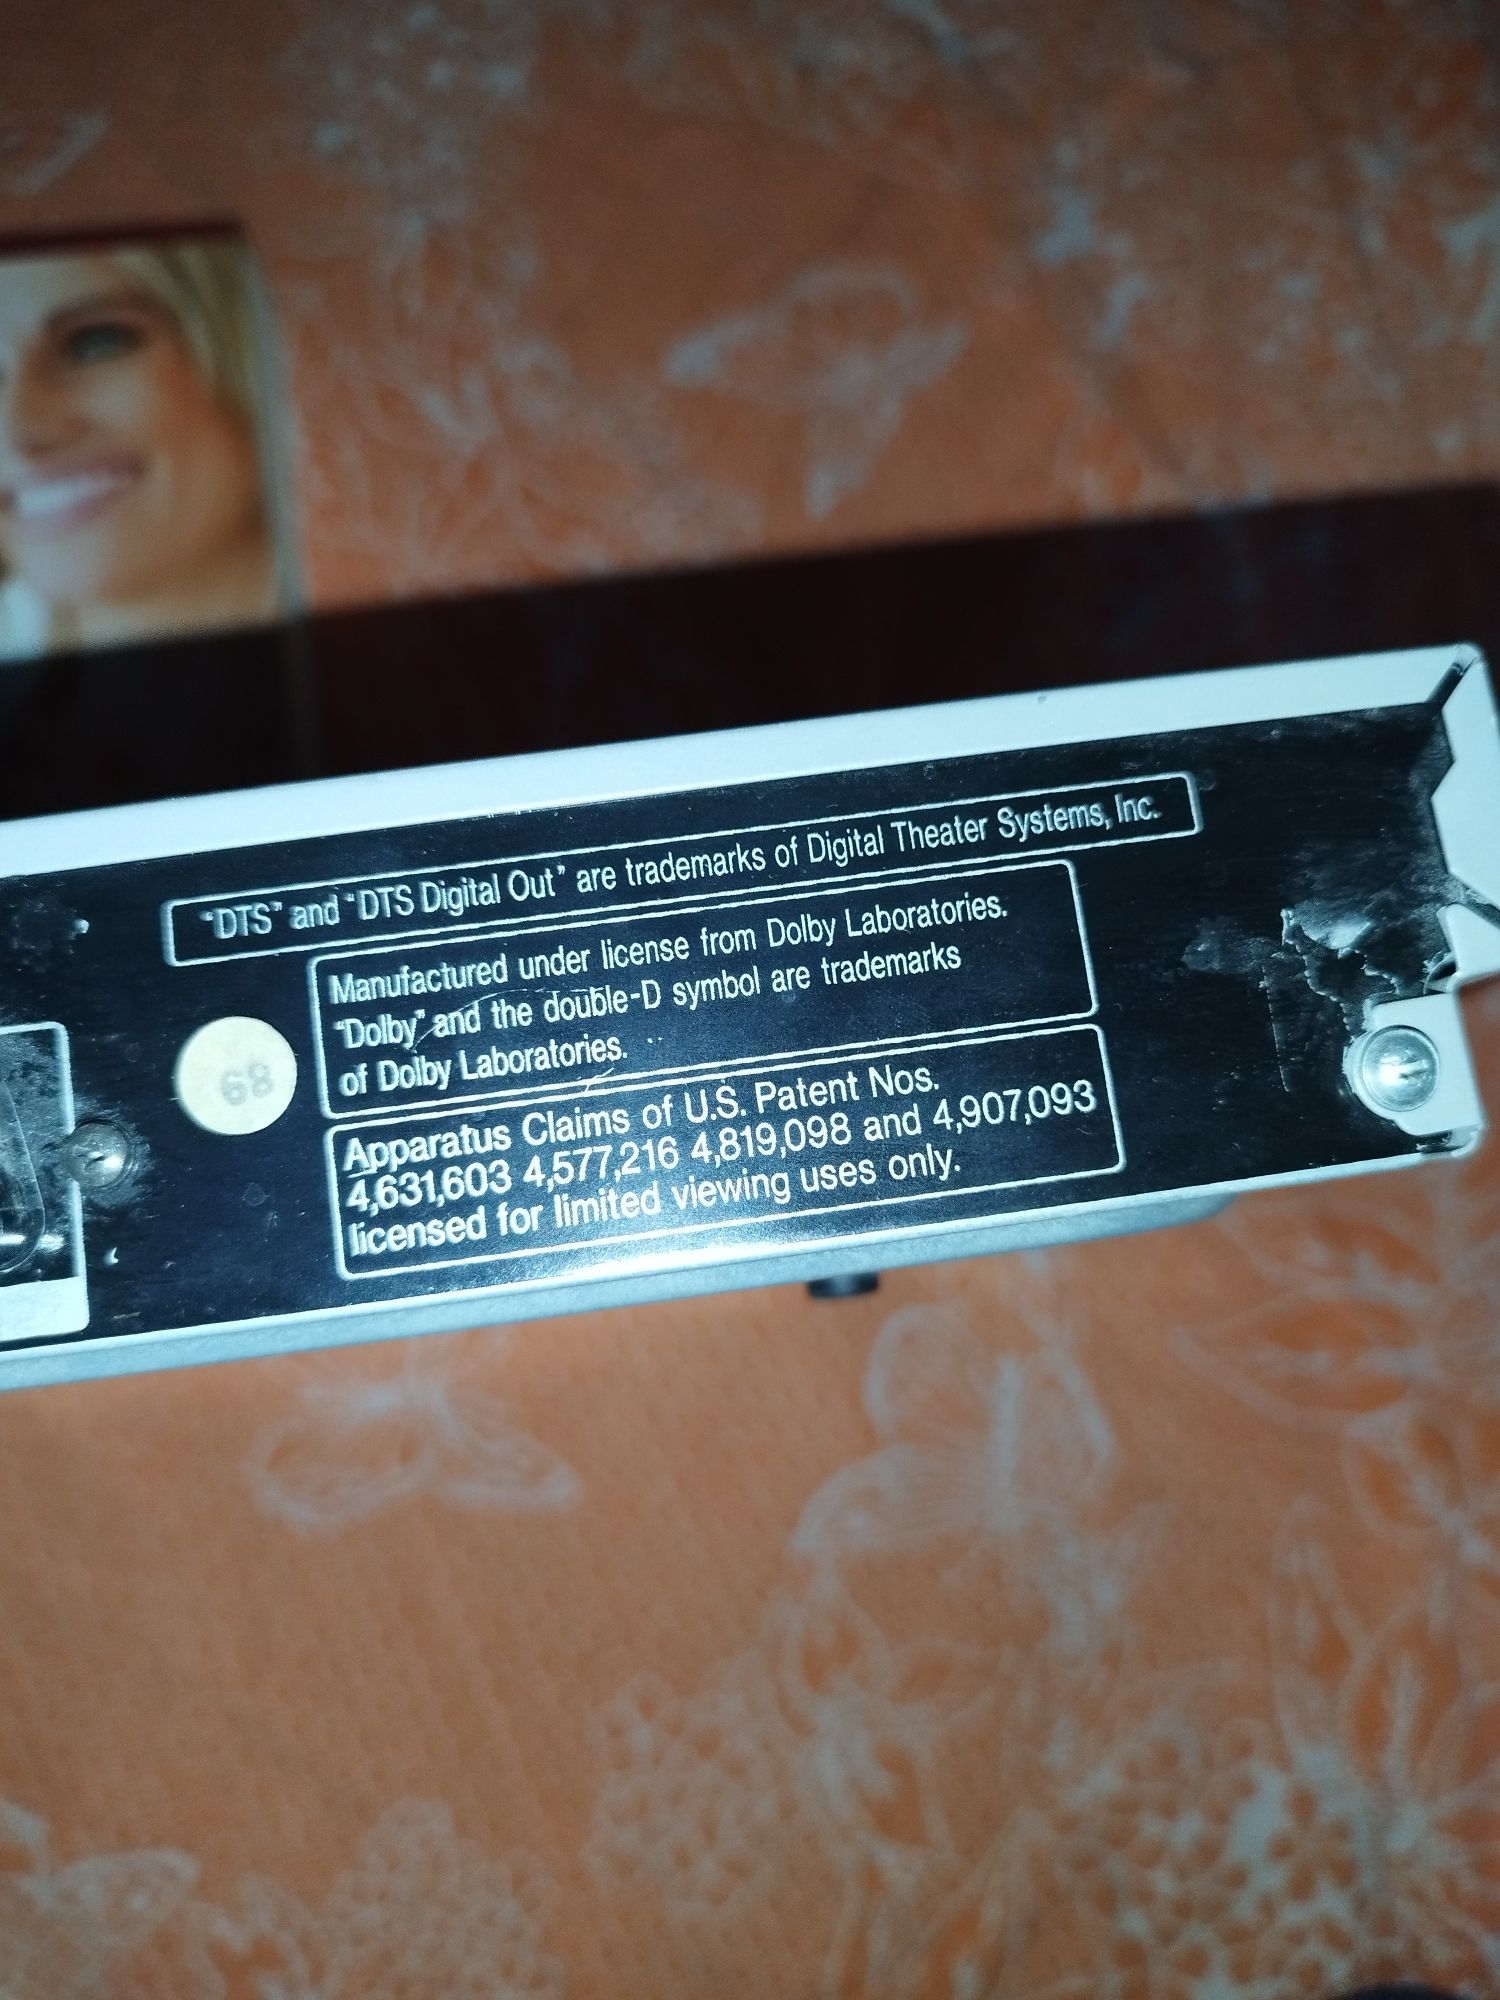 "DTS" and "DTS Digital Out" are trademarks of Digital Theater Systems, Inc.
Manufactured under license from Dolby Laboratories.
"Dolby" and the double-D symbol are trademarks
of Dolby Laboratories.
68
Apparatus Claims of U.S. Patent Nos.
4,631,603 4,577,216 4,819,098 and 4,907,093
licensed for limited viewing uses only.